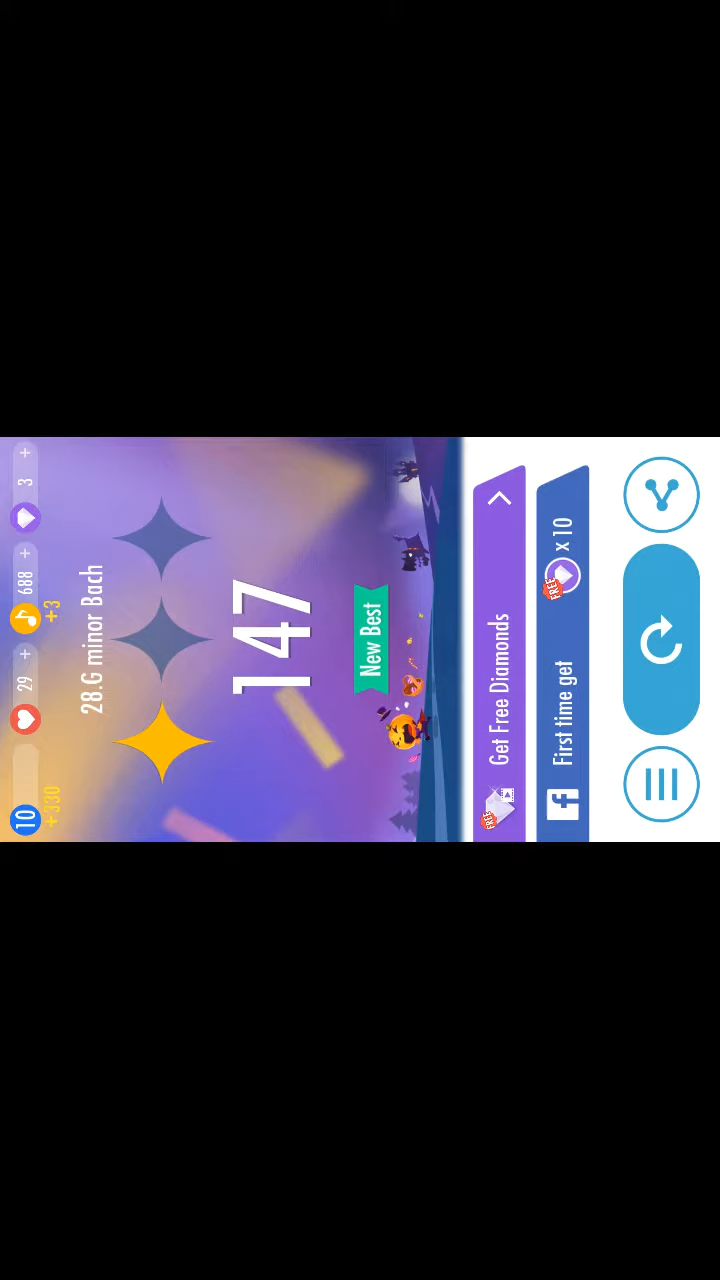 10 29 + 688 + 3 +
+330 +3
28.G minor Bach
147
New Best
FREE Get Free Diamonds
f First time get FREE x 10